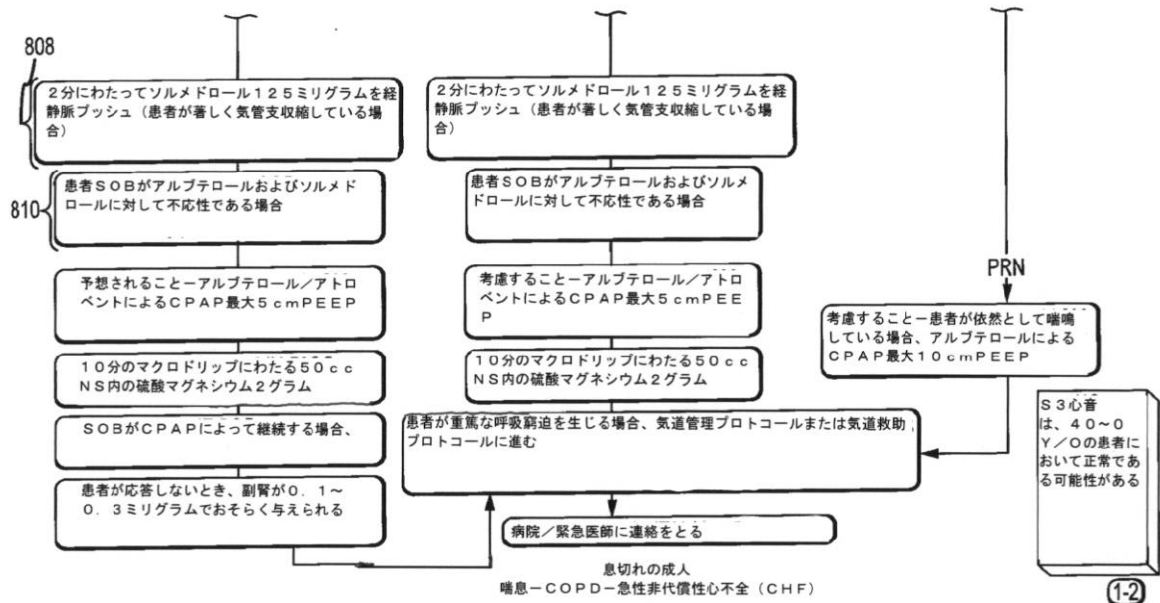 808
2分にわたってソルメドロール125ミリグラムを経
静脈プッシュ(患者が著しく気管支収縮している場
合)
810
患者SOBがアルブテロールおよびソルメド
ロールに対して不応性である場合
予想されること-アルブテロール/アトロ
ベントによるCPAP最大5cmPEEP
10分のマクロドリップにわたる50cc
NS内の硫酸マグネシウム2グラム
SOBがCPAPによって継続する場合、
患者が応答しないとき、副腎が0.1~
0.3ミリグラムでおそらく与えられる
2分にわたってソルメドロール125ミリグラムを経
静脈プッシュ(患者が著しく気管支収縮している場
合)
患者SOBがアルブテロールおよびソルメ
ドロールに対して不応性である場合
考慮すること-アルブテロール/アト
ロベントによるCPAP最大5cmPEE
P
10分のマクロドリップにわたる50cc
NS内の硫酸マグネシウム2グラム
患者が重篤な呼吸窮迫を生じる場合、気道管理プロトコールまたは気道救助
プロトコールに進む
病院/緊急医師に連絡をとる
PRN
考慮すること-患者が依然として喘鳴
している場合、アルブテロールによる
CPAP最大10cmPEEP
S3心音
は、40~0
Y/Oの患者に
おいて正常であ
る可能性がある
息切れの成人
喘息-COPD-急性非代償性心不全(CHF)
1-2